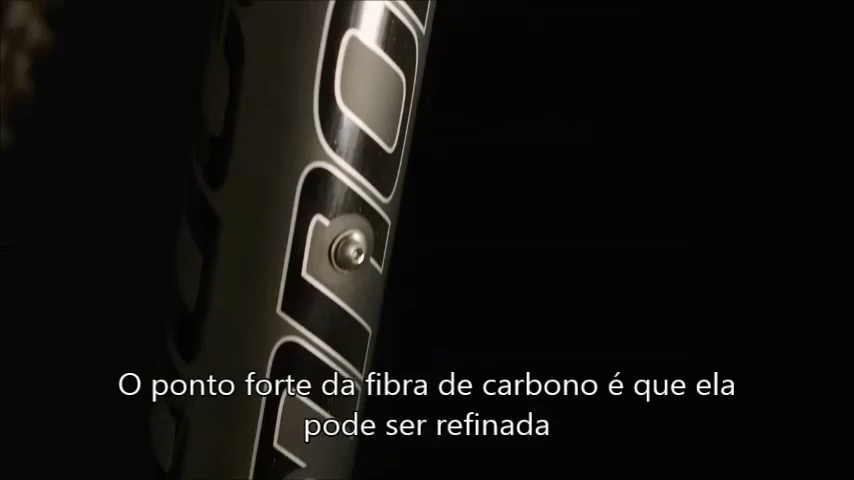 O ponto forte da fibra de carbono é que ela
pode ser refinada